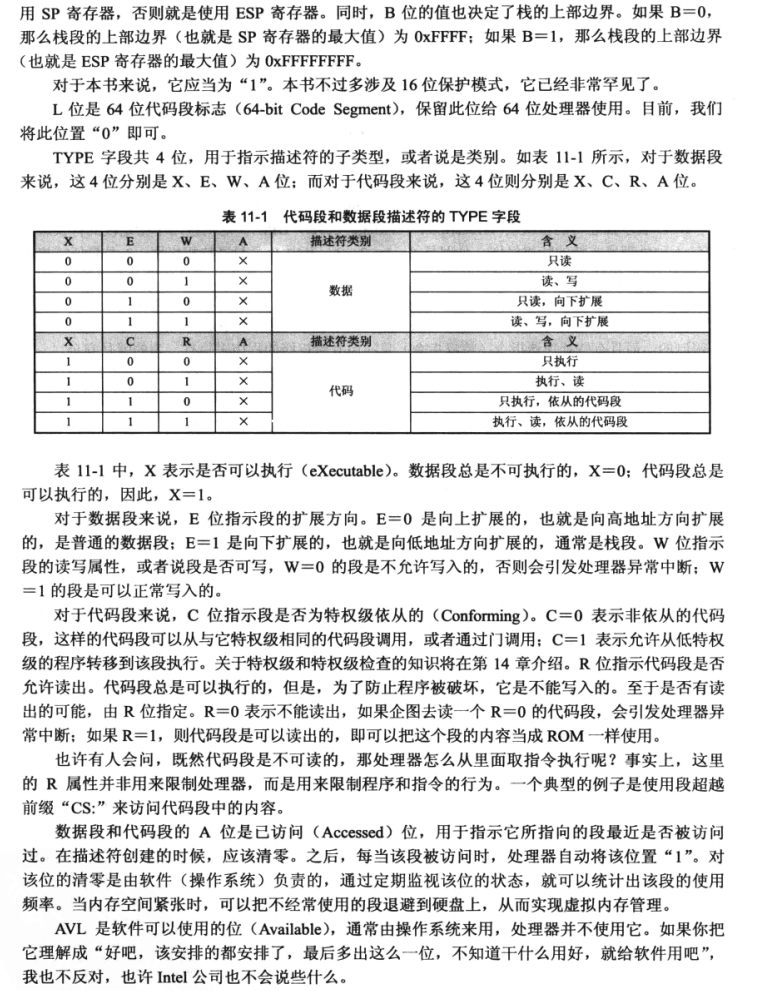 用 SP 寄存器，否则就是使用 ESP 寄存器。同时，B 位的值也决定了栈的上部边界。如果 B＝0，
那么栈段的上部边界（也就是 SP 寄存器的最大值）为 0xFFFF；如果 B＝1，那么栈段的上部边界
（也就是 ESP 寄存器的最大值）为 0xFFFFFFFF。
对于本书来说，它应当为“1”。本书不过多涉及 16 位保护模式，它已经非常罕见了。
L 位是 64 位代码段标志（64-bit Code Segment），保留此位给 64 位处理器使用。目前，我们
将此位置“0”即可。
TYPE 字段共 4 位，用于指示描述符的子类型，或者说是类别。如表 11-1 所示，对于数据段
来说，这 4 位分别是 X、E、W、A 位；而对于代码段来说，这 4 位则分别是 X、C、R、A 位。
表 11-1 代码段和数据段描述符的 TYPE 字段
X E W A 描述符类别 含 义
0 0 0 × 只读
0 0 1 × 读、写
数据
0 1 0 × 只读，向下扩展
0 1 1 × 读、写，向下扩展
X C R A 描述符类别 含 义
1 0 0 × 只执行
1 0 1 × 执行、读
代码
1 1 0 × 只执行，依从的代码段
1 1 1 × 执行、读，依从的代码段
表 11-1 中，X 表示是否可以执行（eXecutable）。数据段总是不可执行的，X＝0；代码段总是
可以执行的，因此，X＝1。
对于数据段来说，E 位指示段的扩展方向。E＝0 是向上扩展的，也就是向高地址方向扩展
的，是普通的数据段；E＝1 是向下扩展的，也就是向低地址方向扩展的，通常是栈段。W 位指示
段的读写属性，或者说段是否可写，W＝0 的段是不允许写入的，否则会引发处理器异常中断；W
＝1 的段是可以正常写入的。
对于代码段来说，C 位指示段是否为特权级依从的（Conforming）。C＝0 表示非依从的代码
段，这样的代码段可以从与它特权级相同的代码段调用，或者通过门调用；C＝1 表示允许从低特权
级的程序转移到该段执行。关于特权级和特权级检查的知识将在第 14 章介绍。R 位指示代码段是否
允许读出。代码段总是可以执行的，但是，为了防止程序被破坏，它是不能写入的。至于是否有读
出的可能，由 R 位指定。R＝0 表示不能读出，如果企图去读一个 R＝0 的代码段，会引发处理器异
常中断；如果 R＝1，则代码段是可以读出的，即可以把这个段的内容当成 ROM 一样使用。
也许有人会问，既然代码段是不可读的，那处理器怎么从里面取指令执行呢？事实上，这里
的 R 属性并非用来限制处理器，而是用来限制程序和指令的行为。一个典型的例子是使用段超越
前缀“CS:”来访问代码段中的内容。
数据段和代码段的 A 位是已访问（Accessed）位，用于指示它所指向的段最近是否被访问
过。在描述符创建的时候，应该清零。之后，每当该段被访问时，处理器自动将该位置“1”。对
该位的清零是由软件（操作系统）负责的，通过定期监视该位的状态，就可以统计出该段的使用
频率。当内存空间紧张时，可以把不经常使用的段退避到硬盘上，从而实现虚拟内存管理。
AVL 是软件可以使用的位（Available），通常由操作系统来用，处理器并不使用它。如果你把
它理解成“好吧，该安排的都安排了，最后多出这么一位，不知道干什么用好，就给软件用吧”，
我也不反对，也许 Intel 公司也不会说些什么。